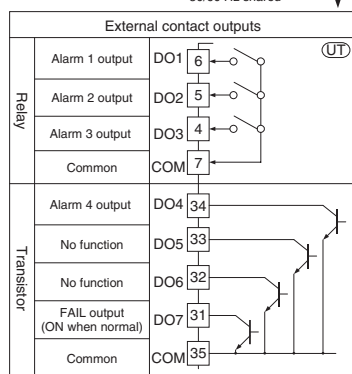 External contact outputs
UT
Relay
Alarm 1 output DO1 6
Alarm 2 output DO2 5
Alarm 3 output DO3 4
Common COM 7
Transistor
Alarm 4 output DO4 34
No function DO5 33
No function DO6 32
FAIL output
(ON when normal) DO7 31
Common COM 35